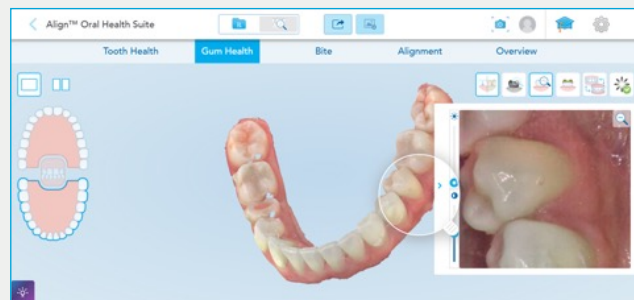 Align™ Oral Health Suite
Tooth Health Gum Health Bite Alignment Overview